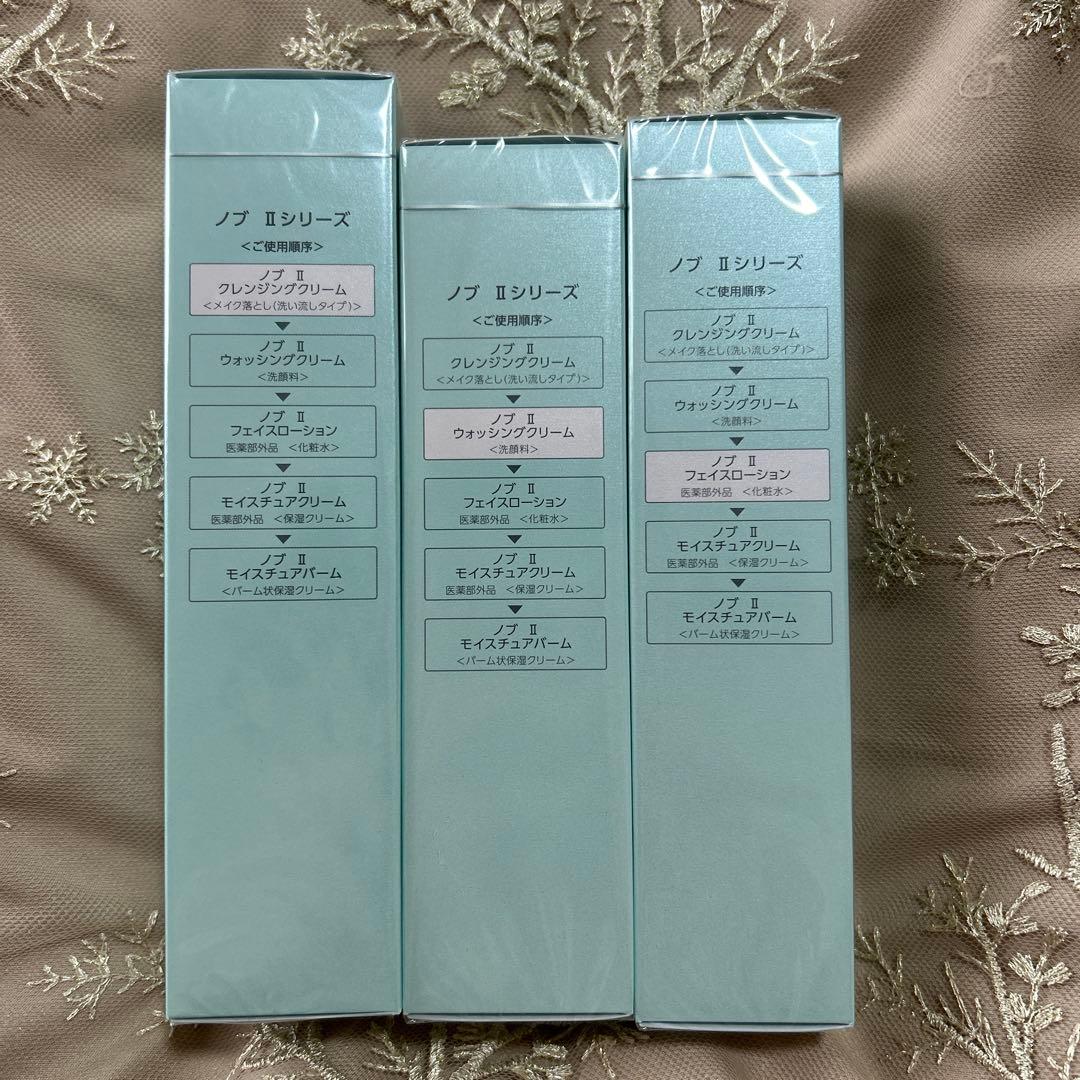 ノブ Ⅱシリーズ
<ご使用順序>
ノブ Ⅱ
クレンジングクリーム
<メイク落とし(洗い流しタイプ)>
ノブ Ⅱ
ウォッシングクリーム
<洗顔料>
ノブ Ⅱ
フェイスローション
医薬部外品 <化粧水>
ノブ Ⅱ
モイスチュアクリーム
医薬部外品 <保湿クリーム>
ノブ Ⅱ
モイスチュアバーム
<バーム状保湿クリーム>
ノブ Ⅱシリーズ
<ご使用順序>
ノブ Ⅱ
クレンジングクリーム
<メイク落とし(洗い流しタイプ)>
ノブ Ⅱ
ウォッシングクリーム
<洗顔料>
ノブ Ⅱ
フェイスローション
医薬部外品 <化粧水>
ノブ Ⅱ
モイスチュアクリーム
医薬部外品 <保湿クリーム>
ノブ Ⅱ
モイスチュアバーム
<バーム状保湿クリーム>
ノブ Ⅱシリーズ
<ご使用順序>
ノブ Ⅱ
クレンジングクリーム
<メイク落とし(洗い流しタイプ)>
ノブ Ⅱ
ウォッシングクリーム
<洗顔料>
ノブ Ⅱ
フェイスローション
医薬部外品 <化粧水>
ノブ Ⅱ
モイスチュアクリーム
医薬部外品 <保湿クリーム>
ノブ Ⅱ
モイスチュアバーム
<バーム状保湿クリーム>